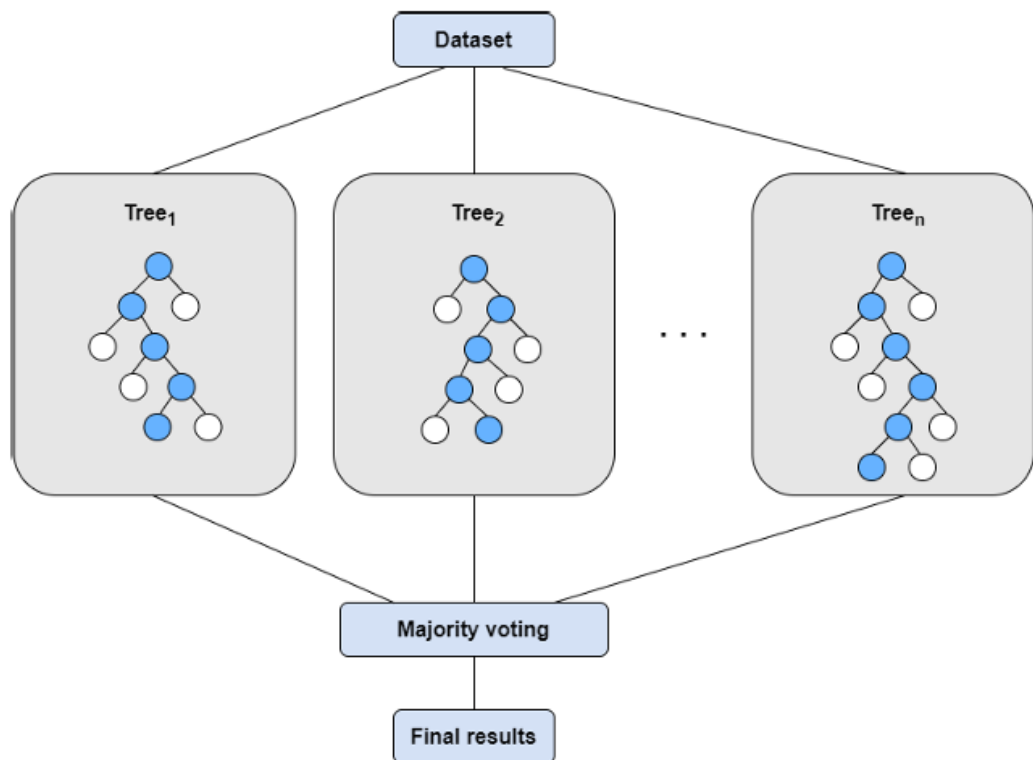 Dataset
Tree₁
Tree₂
Treeₙ
. . .
Majority voting
Final results